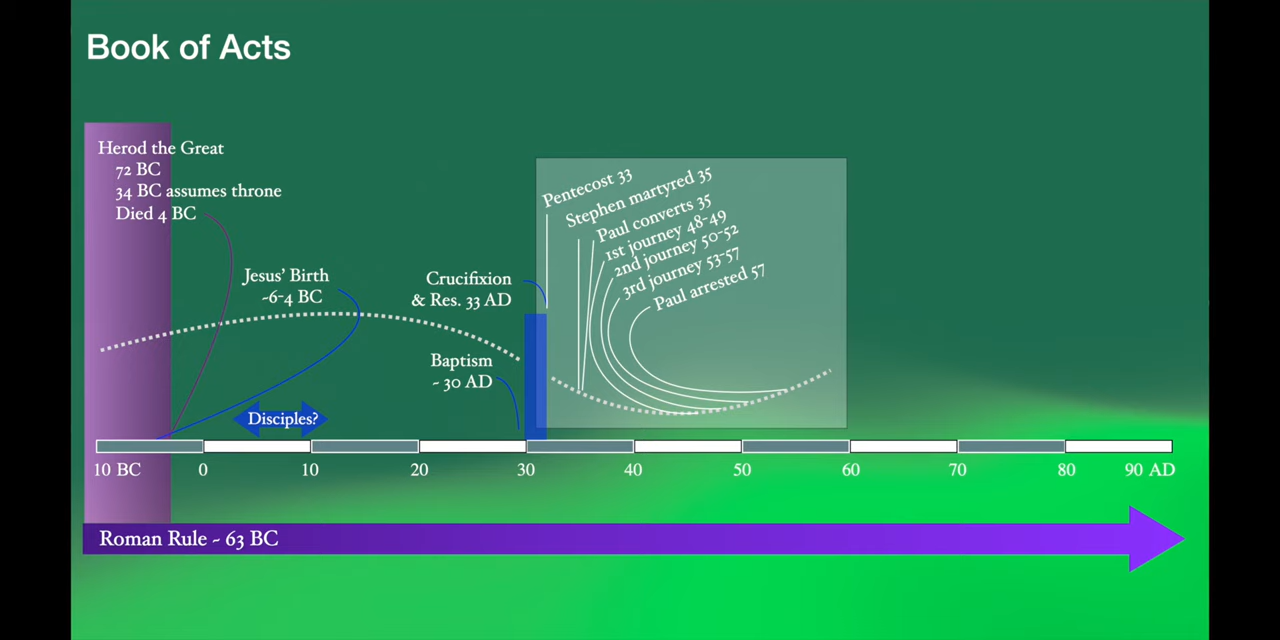 Book of Acts
Herod the Great
72 BC
34 BC assumes throne
Died 4 BC
Jesus' Birth
~6-4 BC
Crucifixion
& Res. 33 AD
Baptism
~ 30 AD
Disciples?
Pentecost 33
Stephen martyred 35
Paul converts 35
1st journey 48-49
2nd journey 50-52
3rd journey 53-57
Paul arrested 57
10 BC 0 10 20 30 40 50 60 70 80 90 AD
Roman Rule ~ 63 BC